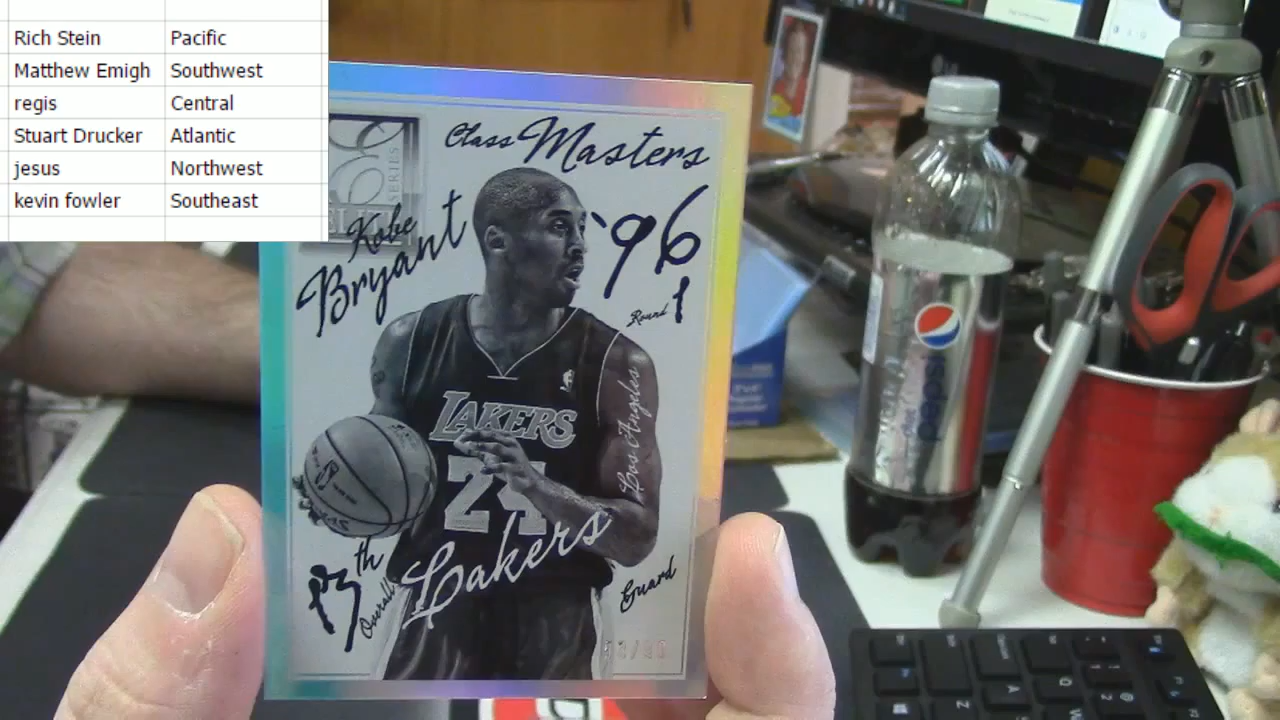 Rich Stein Pacific
Matthew Emigh Southwest
regis Central
Stuart Drucker Atlantic
jesus Northwest
kevin fowler Southeast
Class Masters
E SERIES
Kobe
Bryant
'96
Round 1
LAKERS
24
Los Angeles
Lakers
13th
Overall
Guard
pepsi